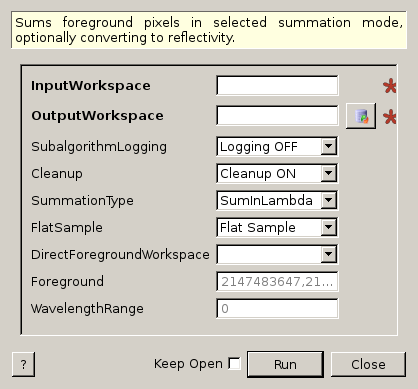 Sums foreground pixels in selected summation mode,
optionally converting to reflectivity.
InputWorkspace *
OutputWorkspace *
SubalgorithmLogging Logging OFF
Cleanup Cleanup ON
SummationType SumInLambda
FlatSample Flat Sample
DirectForegroundWorkspace
Foreground 2147483647,21...
WavelengthRange 0
? Keep Open Run Close